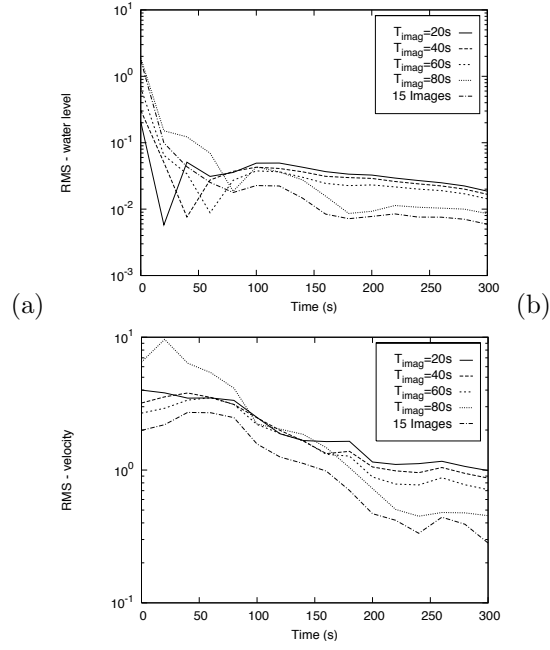 10^1
10^0
10^-1
10^-2
10^-3
RMS - water level
T_imag=20s
T_imag=40s
T_imag=60s
T_imag=80s
15 Images
0 50 100 150 200 250 300
Time (s)
(a)
(b)
10^1
10^0
10^-1
RMS - velocity
T_imag=20s
T_imag=40s
T_imag=60s
T_imag=80s
15 Images
0 50 100 150 200 250 300
Time (s)